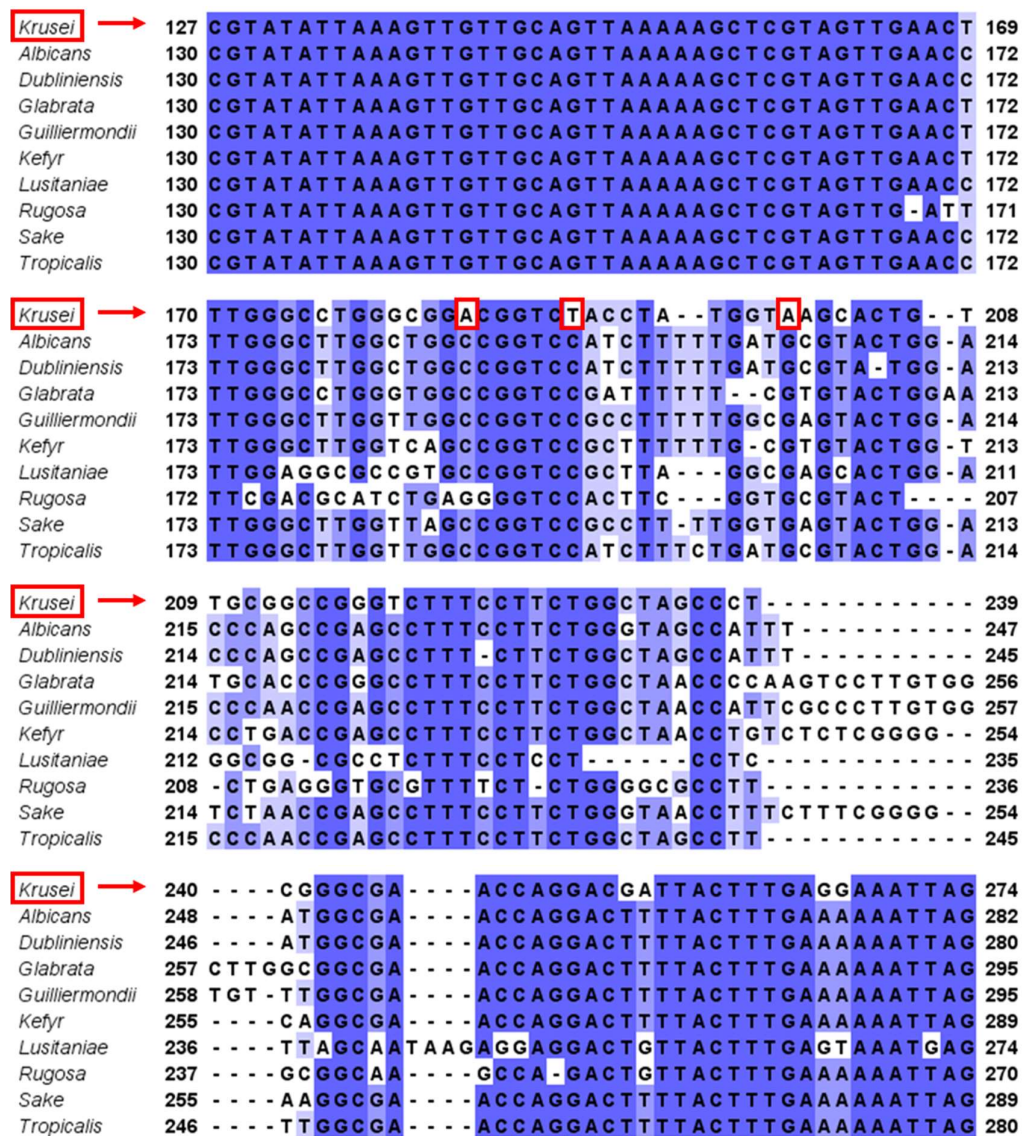 Krusei 127 CGTATATTAAAGTTGTTGCAGTTAAAAAGCTCGTAGTTGAACT 169
Albicans 130 CGTATATTAAAGTTGTTGCAGTTAAAAAGCTCGTAGTTGAACC 172
Dubliniensis 130 CGTATATTAAAGTTGTTGCAGTTAAAAAGCTCGTAGTTGAACC 172
Glabrata 130 CGTATATTAAAGTTGTTGCAGTTAAAAAGCTCGTAGTTGAACT 172
Guilliermondii 130 CGTATATTAAAGTTGTTGCAGTTAAAAAGCTCGTAGTTGAACT 172
Kefyr 130 CGTATATTAAAGTTGTTGCAGTTAAAAAGCTCGTAGTTGAACT 172
Lusitaniae 130 CGTATATTAAAGTTGTTGCAGTTAAAAAGCTCGTAGTTGAACC 172
Rugosa 130 CGTATATTAAAGTTGTTGCAGTTAAAAAGCTCGTAGTTG-ATT 171
Sake 130 CGTATATTAAAGTTGTTGCAGTTAAAAAGCTCGTAGTTGAACC 172
Tropicalis 130 CGTATATTAAAGTTGTTGCAGTTAAAAAGCTCGTAGTTGAACC 172
Krusei 170 TTGGGCCTGGGCGGACGGTCTACCTA--TGGTAAGCACTG--T 208
Albicans 173 TTGGGCTTGGCTGGCCGGTCCATCTTTTTGATGCGTACTGG-A 214
Dubliniensis 173 TTGGGCTTGGCTGGCCGGTCCATCTTTTTGATGCGTA-TGG-A 213
Glabrata 173 TTGGGCCTGGGTGGCCGGTCCGATTTTTT--CGTGTACTGGAA 213
Guilliermondii 173 TTGGGCTTGGTTGGCCGGTCCGCCTTTTTGGCGAGTACTGG-A 214
Kefyr 173 TTGGGCTTGGTCAGCCGGTCCGCTTTTTTG-CGTGTACTGG-T 213
Lusitaniae 173 TTGGAGGCGCCGTGCCGGTCCGCTTA---GGCGAGCACTGG-A 211
Rugosa 172 TTCGACGCATCTGAGGGGTCCACTTC---GGTGCGTACT---- 207
Sake 173 TTGGGCTTGGTTAGCCGGTCCGCCTT-TTGGTGAGTACTGG-A 213
Tropicalis 173 TTGGGCTTGGTTGGCCGGTCCATCTTTCTGATGCGTACTGG-A 214
Krusei 209 TGCGGCCGGGTCTTTCCTTCTGGCTAGCCCT------------ 239
Albicans 215 CCCAGCCGAGCCTTTCCTTCTGGGTAGCCATTT---------- 247
Dubliniensis 214 CCCAGCCGAGCCTTT-CTTCTGGCTAGCCATTT---------- 245
Glabrata 214 TGCACCCGGGCCTTTCCTTCTGGCTAACCCCAAGTCCTTGTGG 256
Guilliermondii 215 CCCAACCGAGCCTTTCCTTCTGGCTAACCATTCGCCCTTGTGG 257
Kefyr 214 CCTGACCGAGCCTTTCCTTCTGGCTAACCTGTCTCTCGGGG-- 254
Lusitaniae 212 GGCGG-CGCCTCTTTCCTCCT------CCTC------------ 235
Rugosa 208 -CTGAGGGTGCGTTTTCT-CTGGGGCGCCTT------------ 236
Sake 214 TCTAACCGAGCCTTTCCTTCTGGGTAACCTTTCTTTCGGGG-- 254
Tropicalis 215 CCCAACCGAGCCTTTCCTTCTGGCTAGCCTT------------ 245
Krusei 240 ----CGGGCGA----ACCAGGACGATTACTTTGAGGAAATTAG 274
Albicans 248 ----ATGGCGA----ACCAGGACTTTTACTTTGAAAAAATTAG 282
Dubliniensis 246 ----ATGGCGA----ACCAGGACTTTTACTTTGAAAAAATTAG 280
Glabrata 257 CTTGGCGGCGA----ACCAGGACTTTTACTTTGAAAAAATTAG 295
Guilliermondii 258 TGT-TTGGCGA----ACCAGGACTTTTACTTTGAAAAAATTAG 295
Kefyr 255 ----CAGGCGA----ACCAGGACTTTTACTTTGAAAAAATTAG 289
Lusitaniae 236 ----TTAGCAATAAGAGGAGGACTGTTACTTTGAGTAAATGAG 274
Rugosa 237 ----GCGGCAA----GCCA-GACTGTTACTTTGAAAAAATTAG 270
Sake 255 ----AAGGCGA----ACCAGGACTTTTACTTTGAAAAAATTAG 289
Tropicalis 246 ----TTGGCGA----ACCAGGACTTTTACTTTGAAAAAATTAG 280